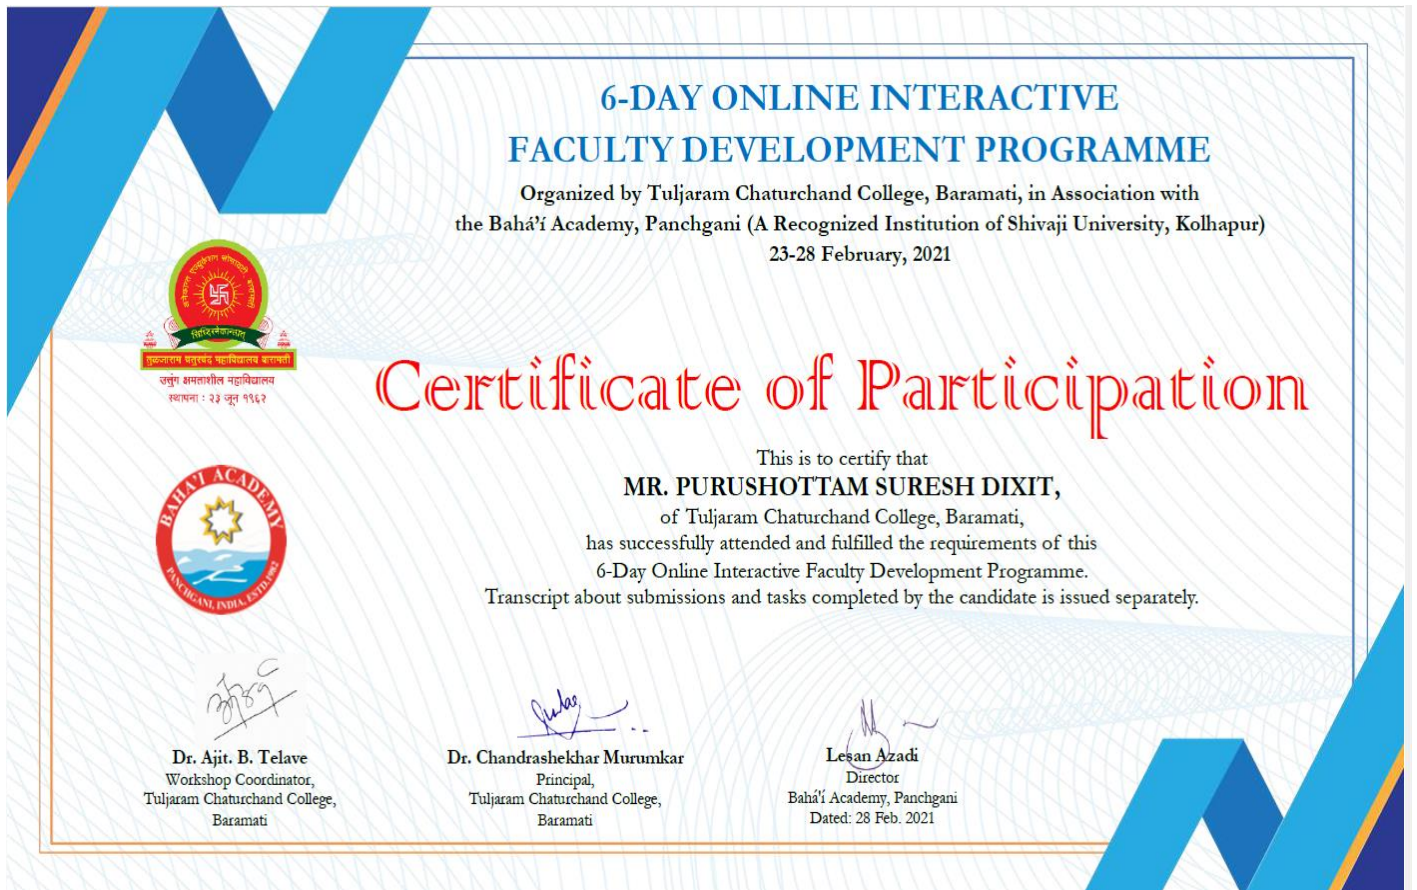 6-DAY ONLINE INTERACTIVE
FACULTY DEVELOPMENT PROGRAMME
Organized by Tuljaram Chaturchand College, Baramati, in Association with
the Bahá'í Academy, Panchgani (A Recognized Institution of Shivaji University, Kolhapur)
23-28 February, 2021
तुळजाराम चतुरचंद महाविद्यालय बारामती
उत्तुंग क्षमताशील महाविद्यालय
स्थापना : २३ जून १९६२
Certificate of Participation
This is to certify that
MR. PURUSHOTTAM SURESH DIXIT,
of Tuljaram Chaturchand College, Baramati,
has successfully attended and fulfilled the requirements of this
6-Day Online Interactive Faculty Development Programme.
Transcript about submissions and tasks completed by the candidate is issued separately.
BAHA'I ACADEMY
PANCHGANI, INDIA, ESTD.1982
Dr. Ajit. B. Telave
Workshop Coordinator,
Tuljaram Chaturchand College,
Baramati
Dr. Chandrashekhar Murumkar
Principal,
Tuljaram Chaturchand College,
Baramati
Lesan Azadi
Director
Bahá'í Academy, Panchgani
Dated: 28 Feb. 2021